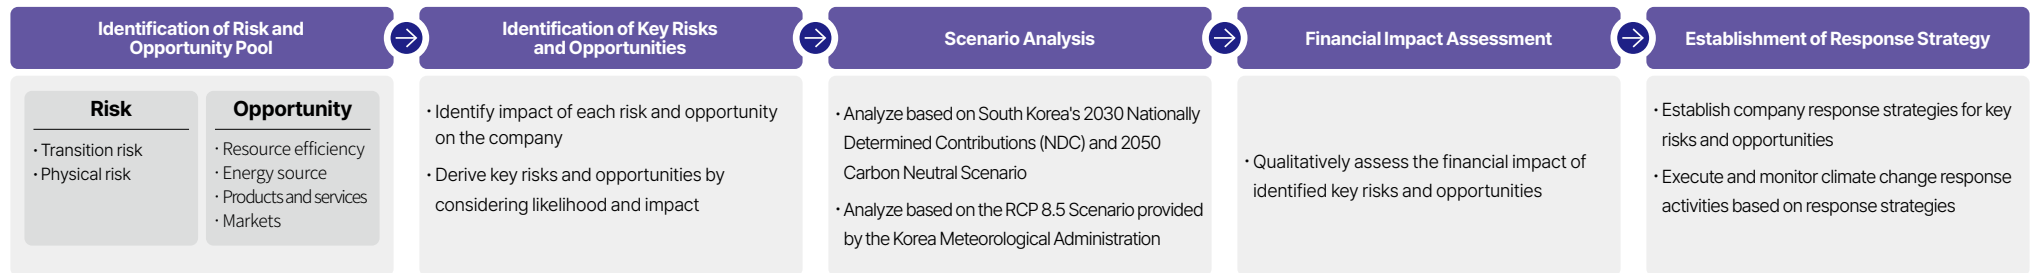 Identification of Risk and
Opportunity Pool
Risk
· Transition risk
· Physical risk
Opportunity
· Resource efficiency
· Energy source
· Products and services
· Markets
Identification of Key Risks
and Opportunities
· Identify impact of each risk and opportunity
on the company
· Derive key risks and opportunities by
considering likelihood and impact
Scenario Analysis
· Analyze based on South Korea's 2030 Nationally
Determined Contributions (NDC) and 2050
Carbon Neutral Scenario
· Analyze based on the RCP 8.5 Scenario provided
by the Korea Meteorological Administration
Financial Impact Assessment
· Qualitatively assess the financial impact of
identified key risks and opportunities
Establishment of Response Strategy
· Establish company response strategies for key
risks and opportunities
· Execute and monitor climate change response
activities based on response strategies